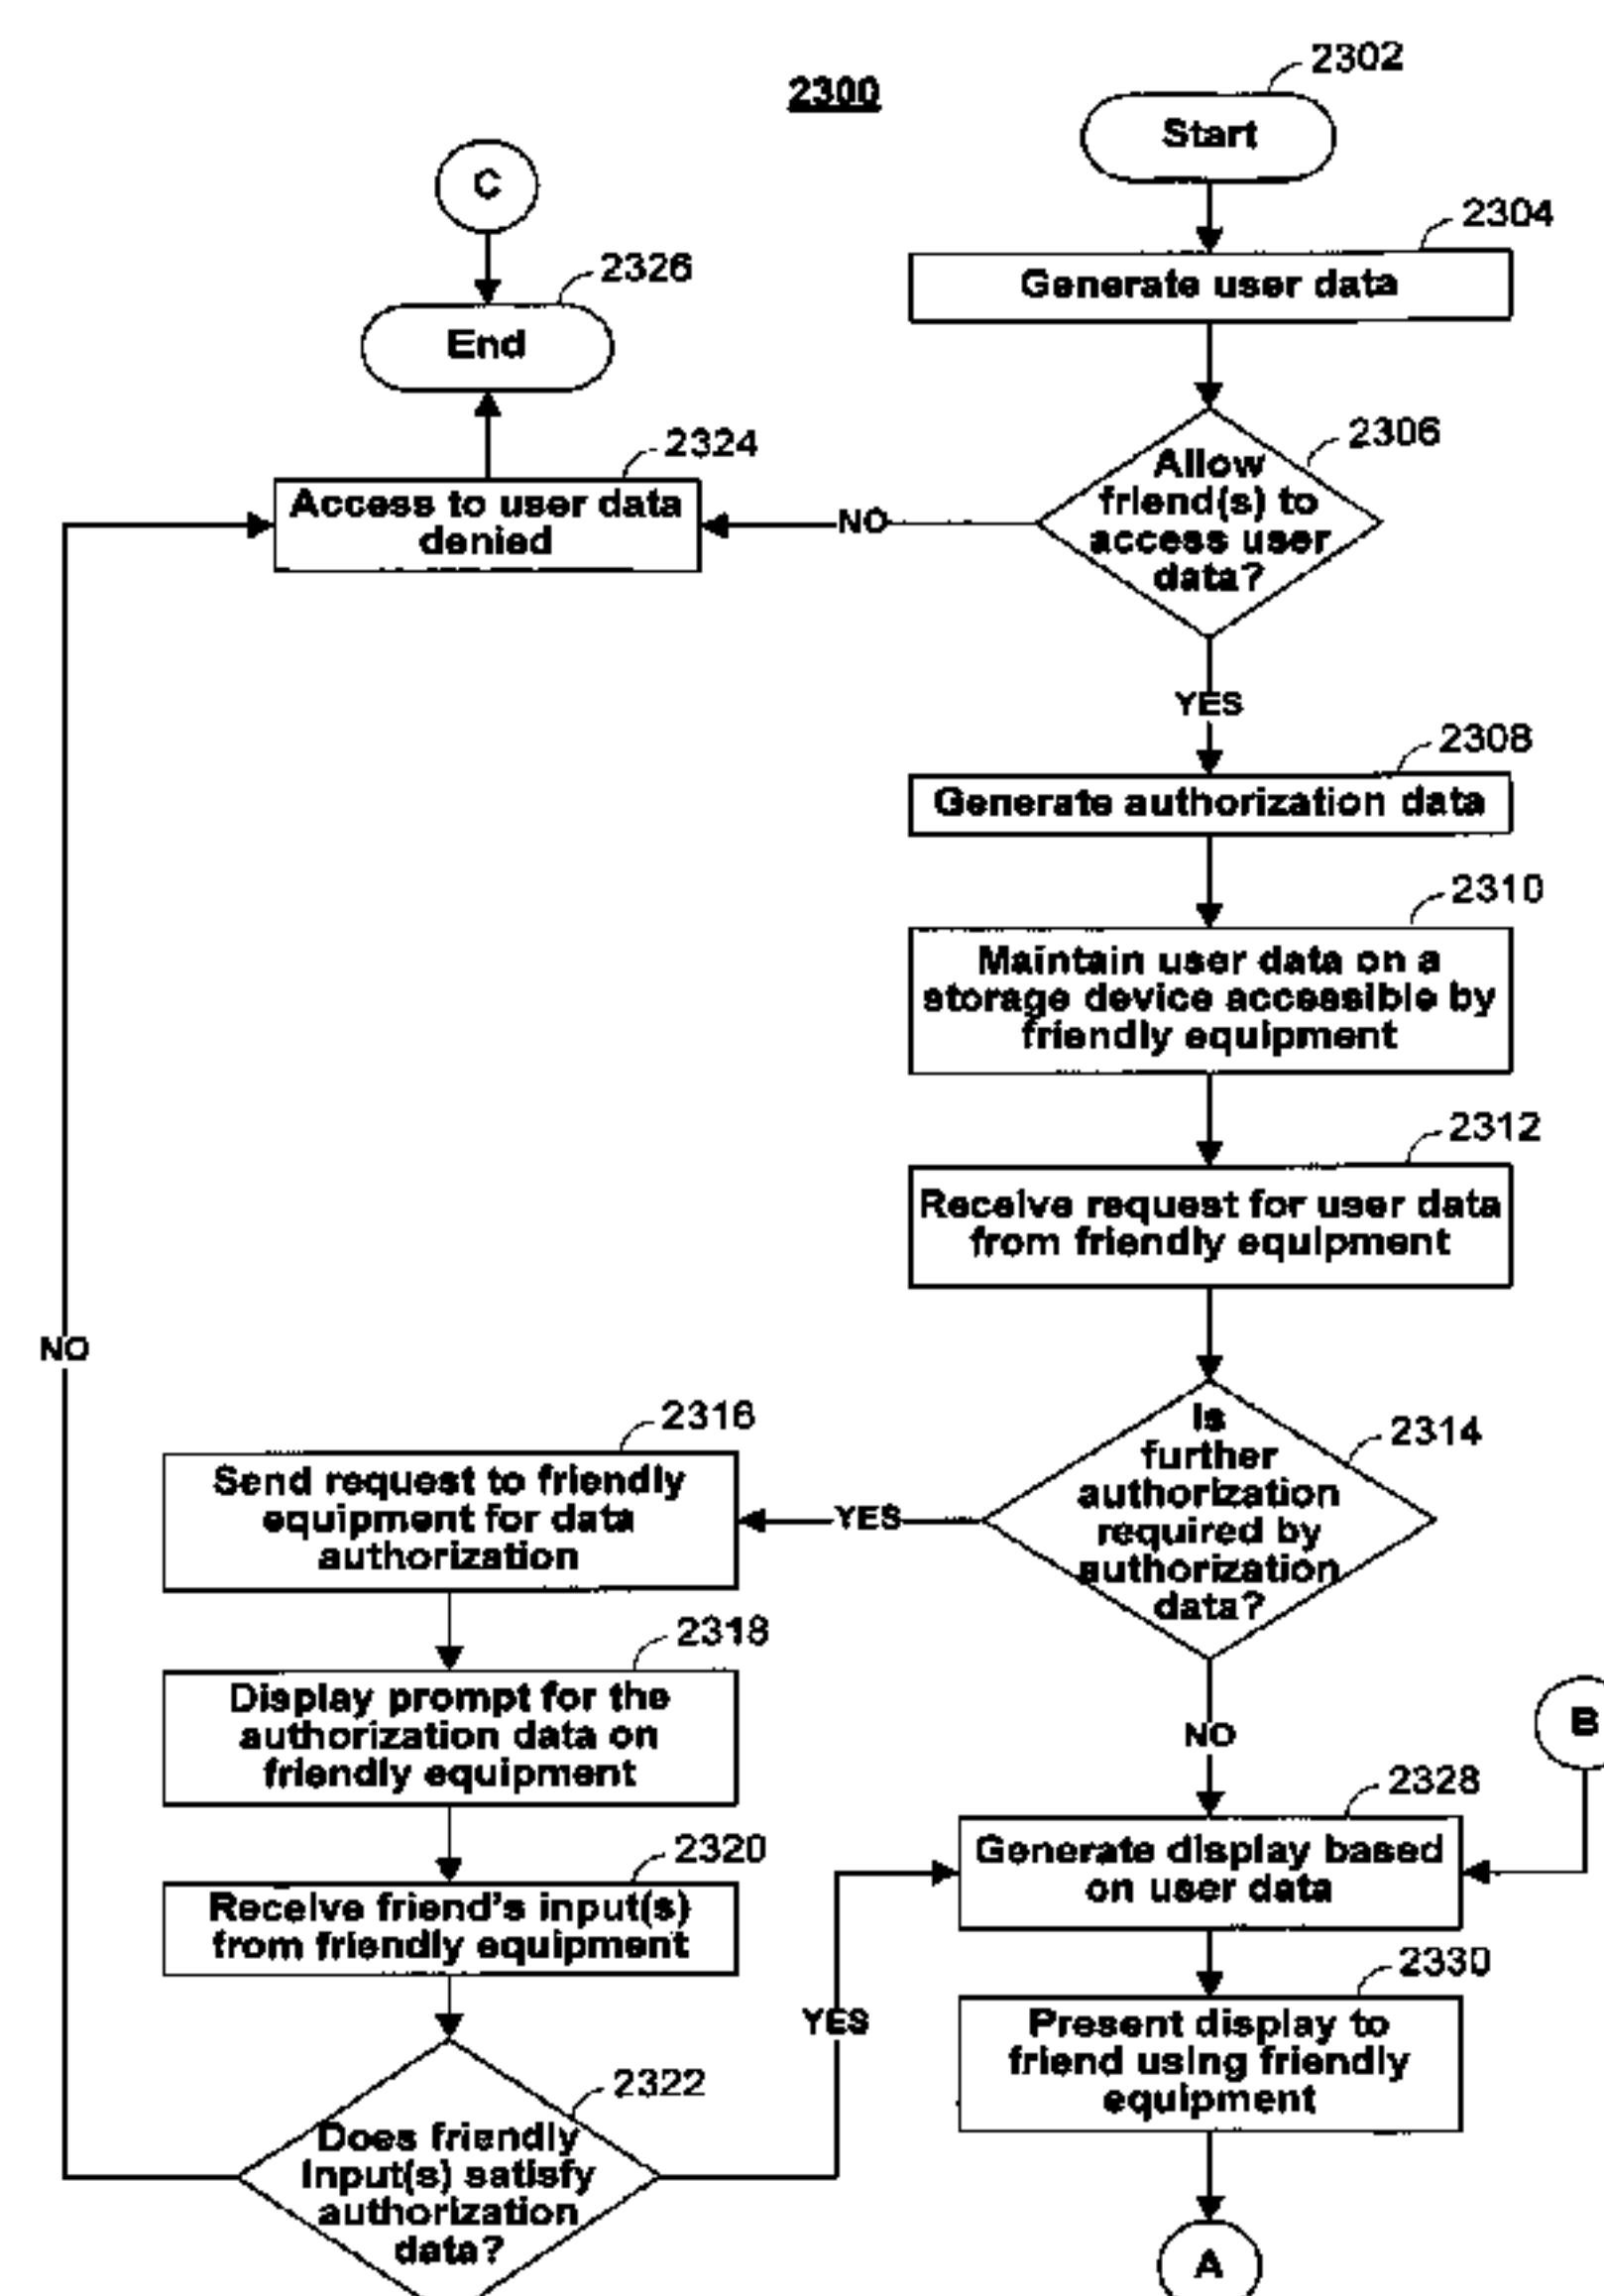 2300
2302
Start
2304
Generate user data
2306
Allow
friend(s) to
access user
data?
NO
2324
Access to user data
denied
2326
End
C
YES
2308
Generate authorization data
2310
Maintain user data on a
storage device accessible by
friendly equipment
2312
Receive request for user data
from friendly equipment
2314
Is
further
authorization
required by
authorization
data?
YES
2316
Send request to friendly
equipment for data
authorization
2318
Display prompt for the
authorization data on
friendly equipment
2320
Receive friend's input(s)
from friendly equipment
2322
Does friendly
input(s) satisfy
authorization
data?
NO
YES
NO
B
2328
Generate display based
on user data
2330
Present display to
friend using friendly
equipment
A